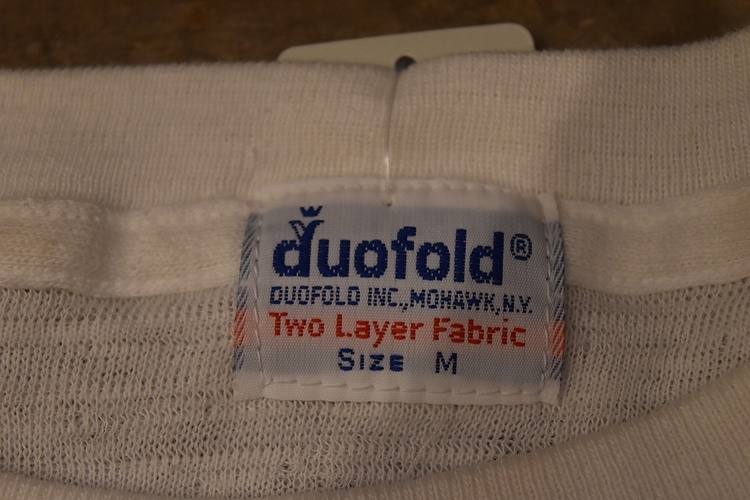 duofold®
DUOFOLD INC., MOHAWK, N.Y.
Two Layer Fabric
SIZE M